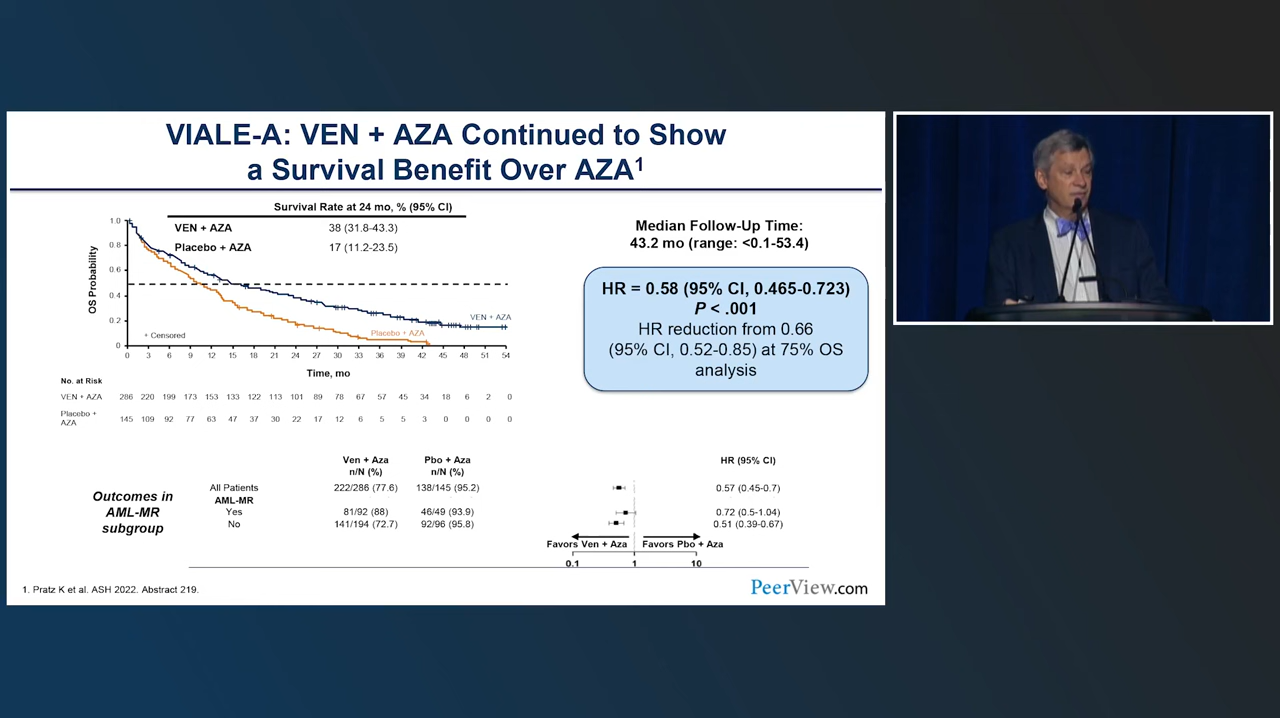 VIALE-A: VEN + AZA Continued to Show
a Survival Benefit Over AZA1
Survival Rate at 24 mo, % (95% CI)
VEN + AZA 38 (31.8-43.3)
Placebo + AZA 17 (11.2-23.5)
OS Probability
1.0
0.8
0.6
0.4
0.2
0
+ Censored
VEN + AZA
Placebo + AZA
0 3 6 9 12 15 18 21 24 27 30 33 36 39 42 45 48 51 54
Time, mo
No. at Risk
VEN + AZA 286 220 199 173 153 133 122 113 101 89 78 67 57 45 34 18 6 2 0
Placebo +
AZA 145 109 92 77 63 47 37 30 22 17 12 6 5 5 3 0 0 0 0
Median Follow-Up Time:
43.2 mo (range: <0.1-53.4)
HR = 0.58 (95% CI, 0.465-0.723)
P < .001
HR reduction from 0.66
(95% CI, 0.52-0.85) at 75% OS
analysis
Outcomes in
AML-MR
subgroup
Ven + Aza Pbo + Aza HR (95% CI)
n/N (%) n/N (%)
All Patients 222/286 (77.6) 138/145 (95.2) 0.57 (0.45-0.7)
AML-MR
Yes 81/92 (88) 46/49 (93.9) 0.72 (0.5-1.04)
No 141/194 (72.7) 92/96 (95.8) 0.51 (0.39-0.67)
Favors Ven + Aza Favors Pbo + Aza
0.1 1 10
1. Pratz K et al. ASH 2022. Abstract 219.
PeerView.com